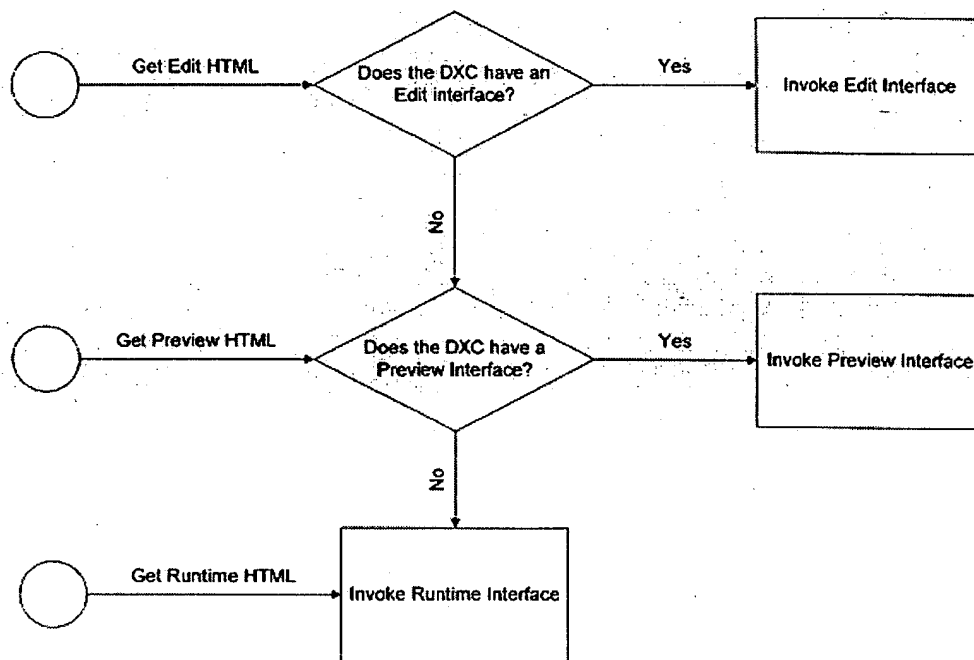 Get Edit HTML
Does the DXC have an
Edit interface?
Yes
Invoke Edit Interface
No
Get Preview HTML
Does the DXC have a
Preview Interface?
Yes
Invoke Preview Interface
No
Get Runtime HTML
Invoke Runtime Interface